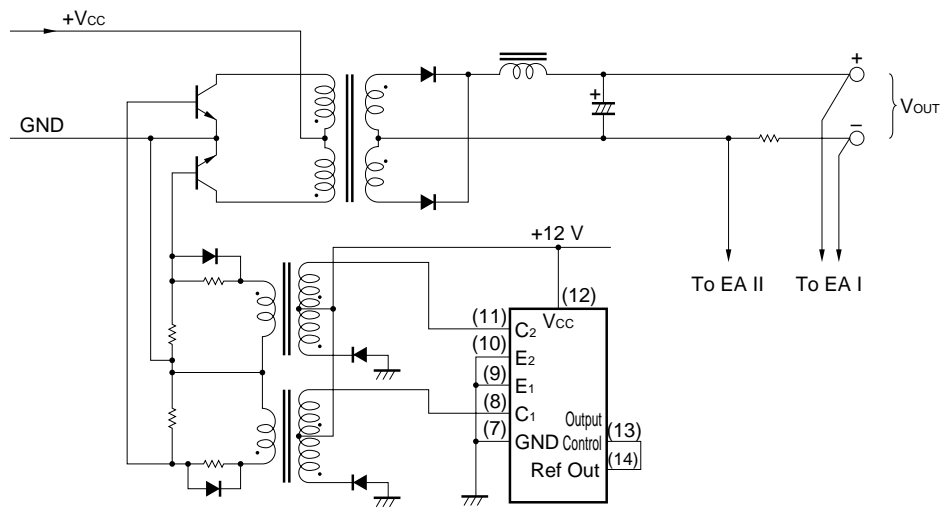 +VCC
GND
+
+
−
VOUT
+12 V
To EA II
To EA I
(12)
VCC
(11)
C2
(10)
E2
(9)
E1
(8)
C1
(7)
GND
Output
Control
(13)
Ref Out
(14)